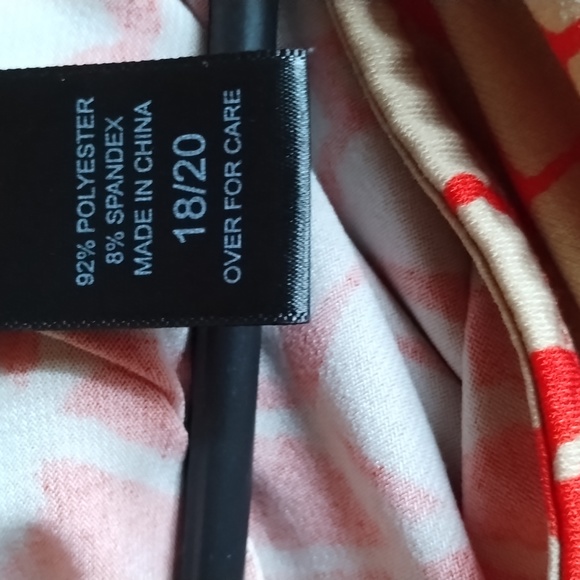 92% POLYESTER
8% SPANDEX
MADE IN CHINA
18/20
OVER FOR CARE